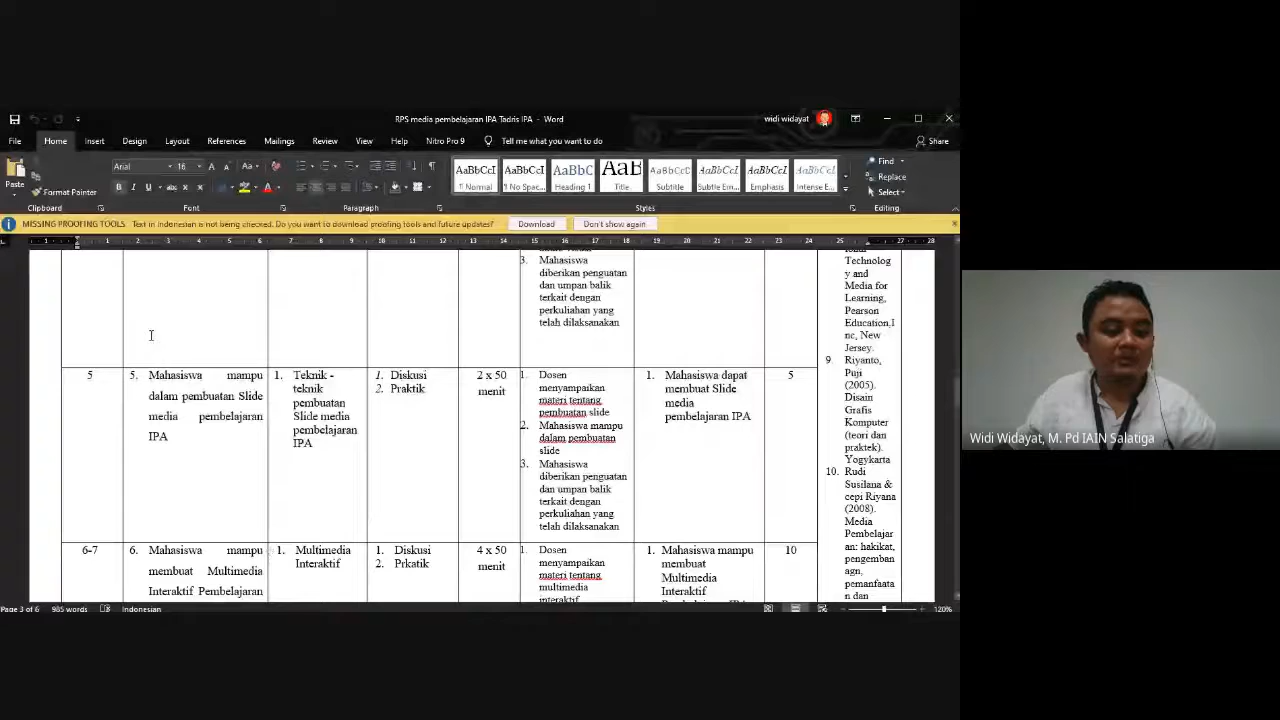 RPS media pembelajaran IPA Tadris IPA - Word
widi widayat
File Home Insert Design Layout References Mailings Review View Help Nitro Pro 9 Tell me what you want to do Share
Paste
Format Painter
Clipboard
Arial 16
Paragraph
AaBbCcI AaBbCcI AaBbC AaB AaBbCcD AaBbCcI AaBbCcI AaBbCcI
¶ Normal ¶ No Spac... Heading 1 Title Subtitle Subtle Em... Emphasis Intense E...
Styles
Find
Replace
Select
Editing
MISSING PROOFING TOOLS Text in Indonesian is not being checked. Do you want to download proofing tools and future updates? Download Don't show again
3. Mahasiswa
diberikan penguatan
dan umpan balik
terkait dengan
perkuliahan yang
telah dilaksanakan
Technolog
y and
Media for
Learning,
Pearson
Education,I
nc, New
Jersey.
9. Riyanto,
Puji
(2005).
Disain
Grafis
Komputer
(teori dan
praktek).
Yogykarta
10. Rudi
Susilana &
cepi Riyana
(2008).
Media
Pembelajar
an: hakikat,
pengemban
agn,
pemanfaata
n dan
5
5. Mahasiswa mampu
dalam pembuatan Slide
media pembelajaran
IPA
1. Teknik -
teknik
pembuatan
Slide media
pembelajaran
IPA
1. Diskusi
2. Praktik
2 x 50
menit
1. Dosen
menyampaikan
materi tentang
pembuatan slide
2. Mahasiswa mampu
dalam pembuatan
slide
3. Mahasiswa
diberikan penguatan
dan umpan balik
terkait dengan
perkuliahan yang
telah dilaksanakan
1. Mahasiswa dapat
membuat Slide
media
pembelajaran IPA
5
6-7
6. Mahasiswa mampu
membuat Multimedia
Interaktif Pembelajaran
1. Multimedia
Interaktif
1. Diskusi
2. Prkatik
4 x 50
menit
1. Dosen
menyampaikan
materi tentang
multimedia
interaktif
1. Mahasiswa mampu
membuat
Multimedia
Interaktif
10
Page 3 of 6 985 words Indonesian 120%
Widi Widayat, M. Pd IAIN Salatiga